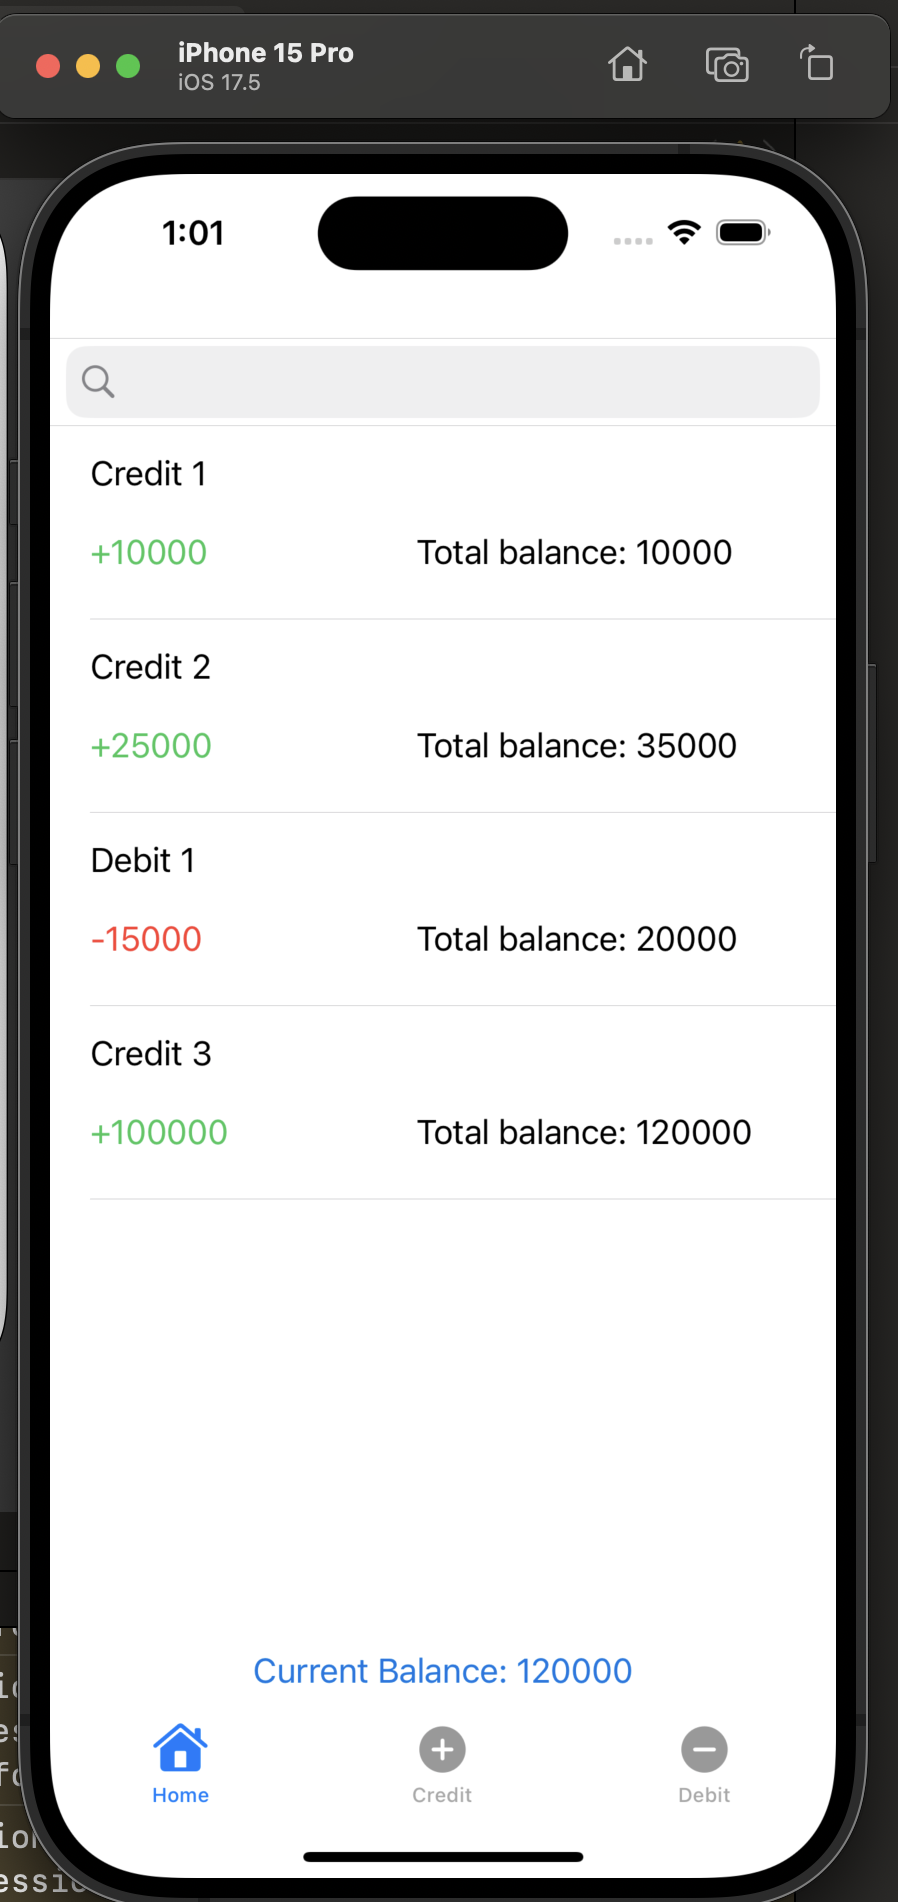 iPhone 15 Pro
iOS 17.5
1:01
Credit 1
+10000 Total balance: 10000
Credit 2
+25000 Total balance: 35000
Debit 1
-15000 Total balance: 20000
Credit 3
+100000 Total balance: 120000
Current Balance: 120000
Home Credit Debit